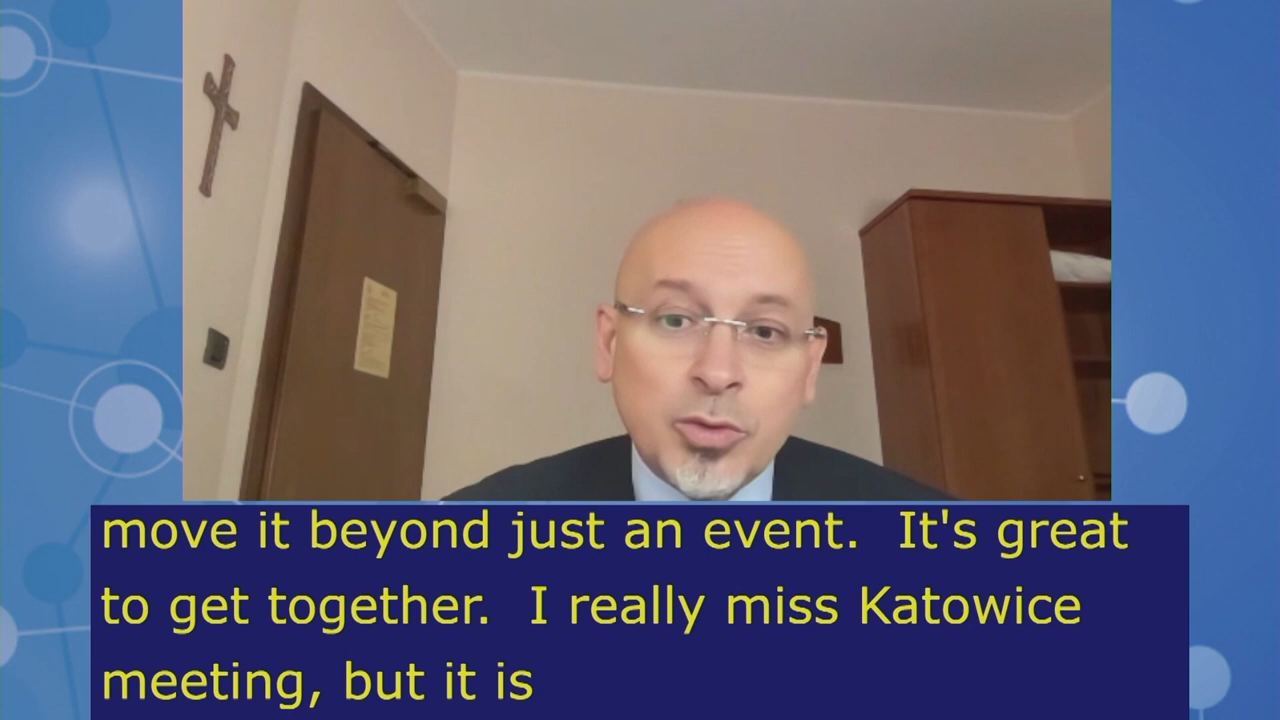 move it beyond just an event.  It's great
to get together.  I really miss Katowice
meeting, but it is